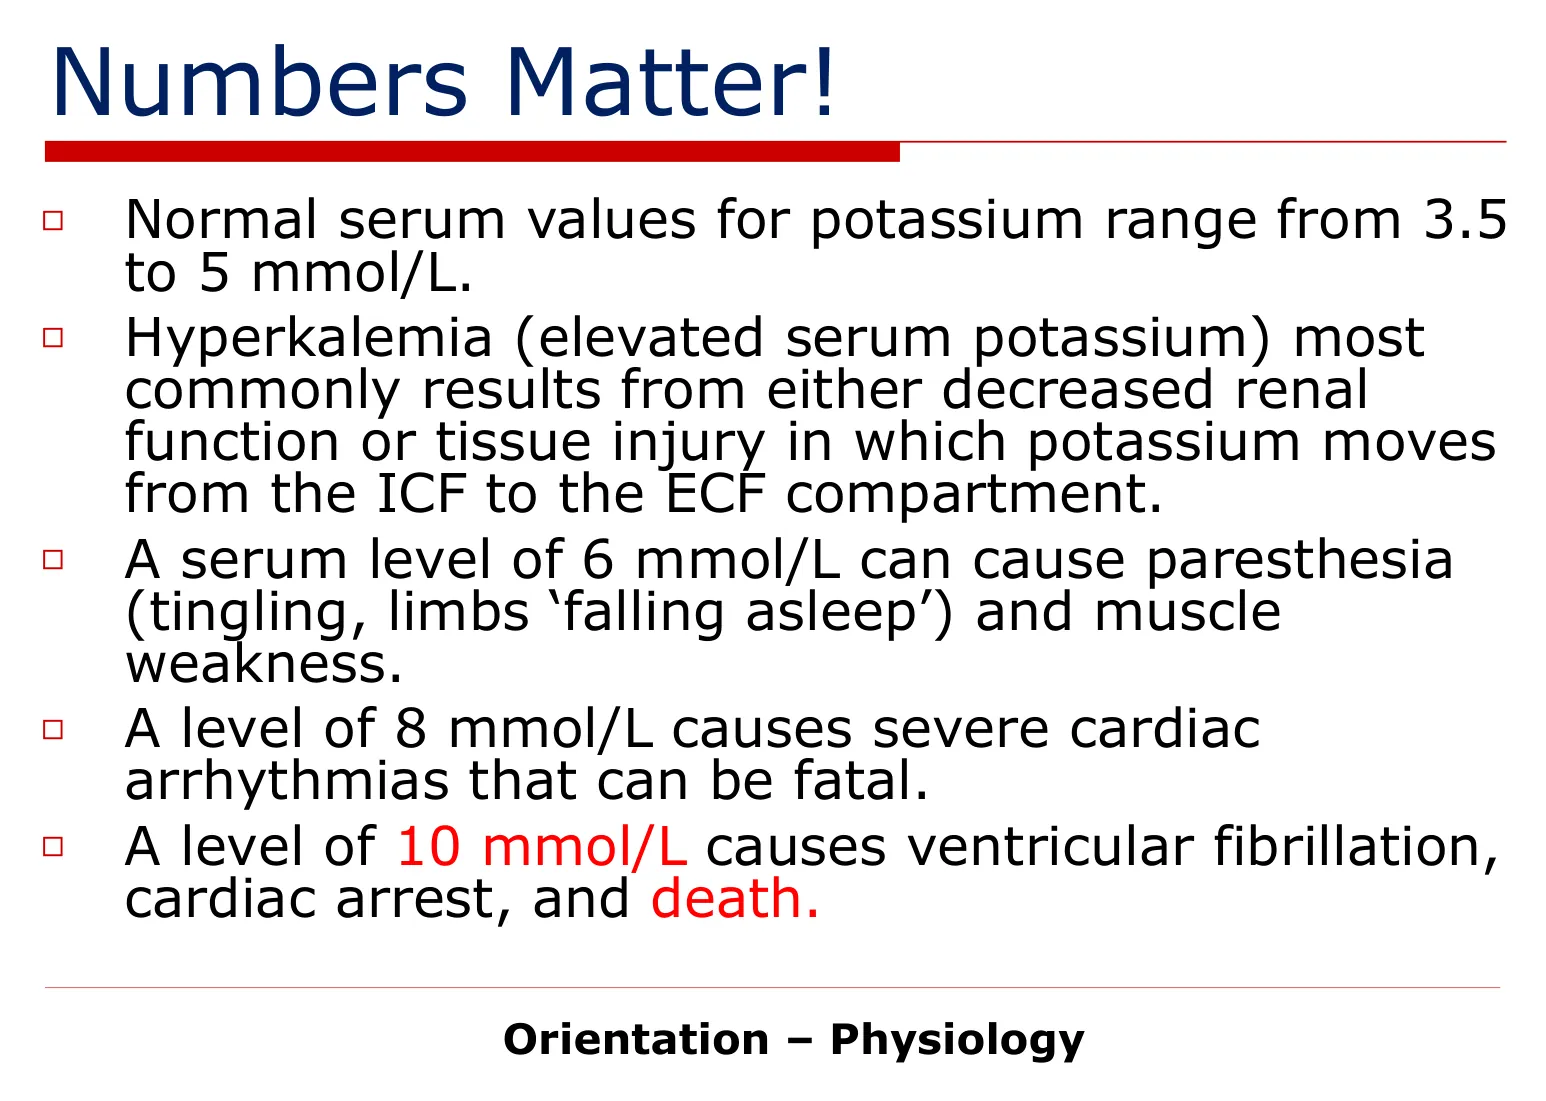 Numbers Matter!
Normal serum values for potassium range from 3.5
to 5 mmol/L.
Hyperkalemia (elevated serum potassium) most
commonly results from either decreased renal
function or tissue injury in which potassium moves
from the ICF to the ECF compartment.
A serum level of 6 mmol/L can cause paresthesia
(tingling, limbs ‘falling asleep’) and muscle
weakness.
A level of 8 mmol/L causes severe cardiac
arrhythmias that can be fatal.
A level of 10 mmol/L causes ventricular fibrillation,
cardiac arrest, and death.
Orientation – Physiology